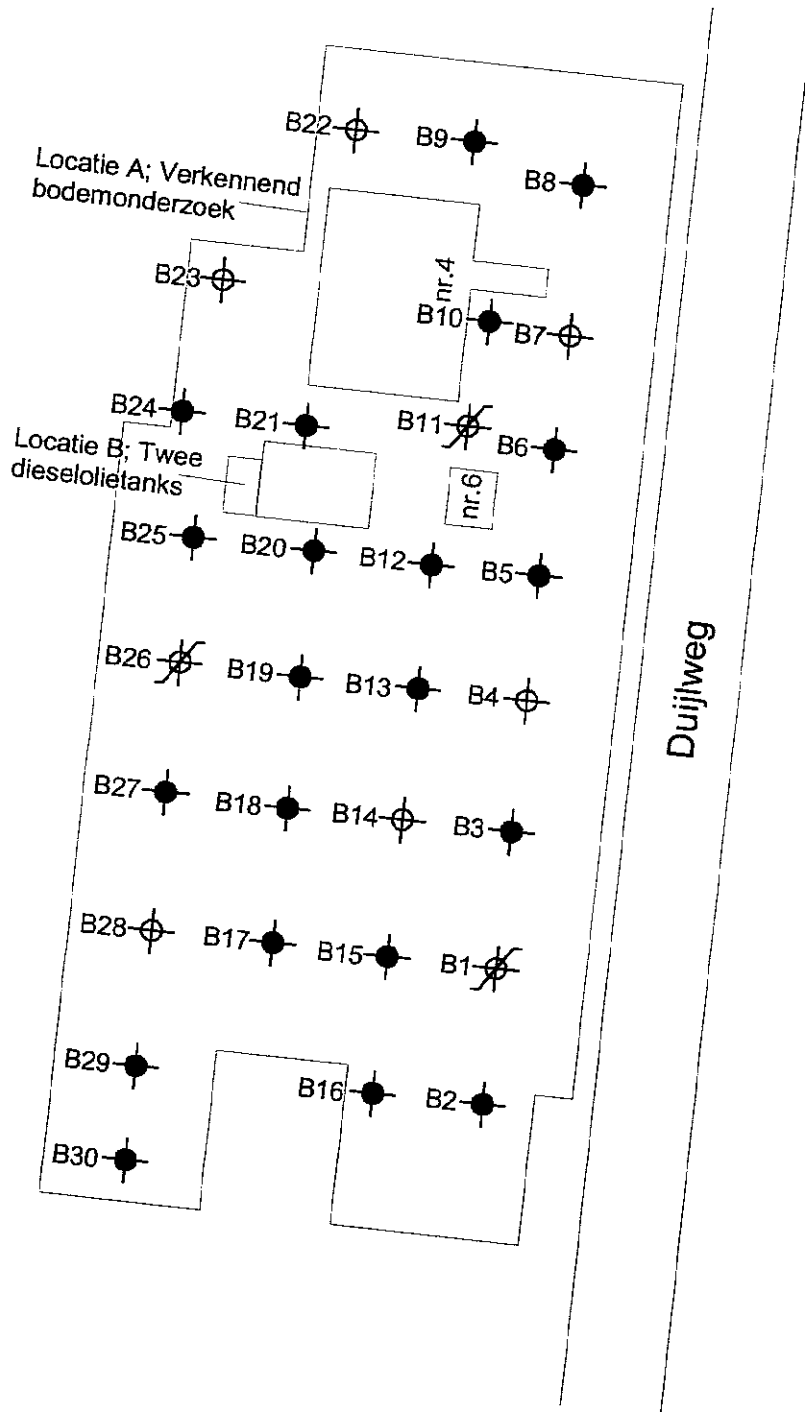 B22
B9
B8
Locatie A; Verkennend
bodemonderzoek
B23
nr.4
B10
B7
B24
B21
B11
B6
Locatie B; Twee
dieselolietanks
nr.6
B25
B20
B12
B5
B26
B19
B13
B4
Duijlweg
B27
B18
B14
B3
B28
B17
B15
B1
B29
B16
B2
B30